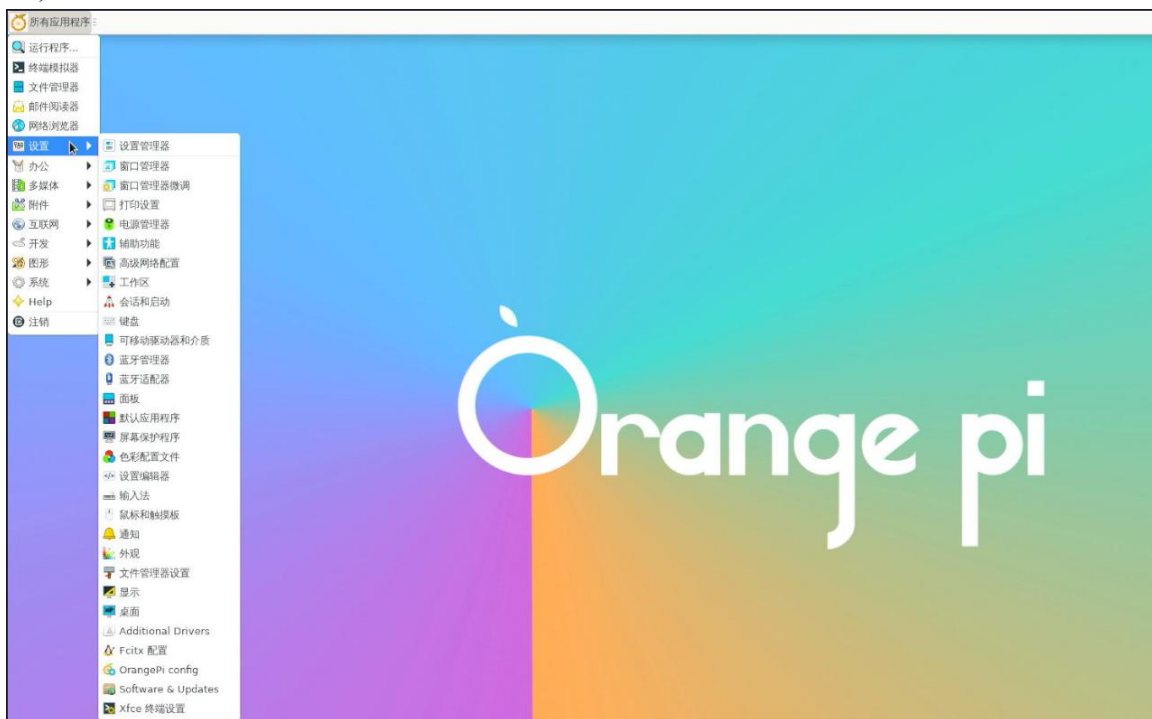 所有应用程序
运行程序...
终端模拟器
文件管理器
邮件阅读器
网络浏览器
设置
办公
多媒体
附件
互联网
开发
图形
系统
Help
注销
设置管理器
窗口管理器
窗口管理器微调
打印设置
电源管理器
辅助功能
高级网络配置
工作区
会话和启动
键盘
可移动驱动器和介质
蓝牙管理器
蓝牙适配器
面板
默认应用程序
屏幕保护程序
色彩配置文件
设置编辑器
输入法
鼠标和触摸板
通知
外观
文件管理器设置
显示
桌面
Additional Drivers
Fcitx 配置
OrangePi config
Software & Updates
Xfce 终端设置
Orange pi